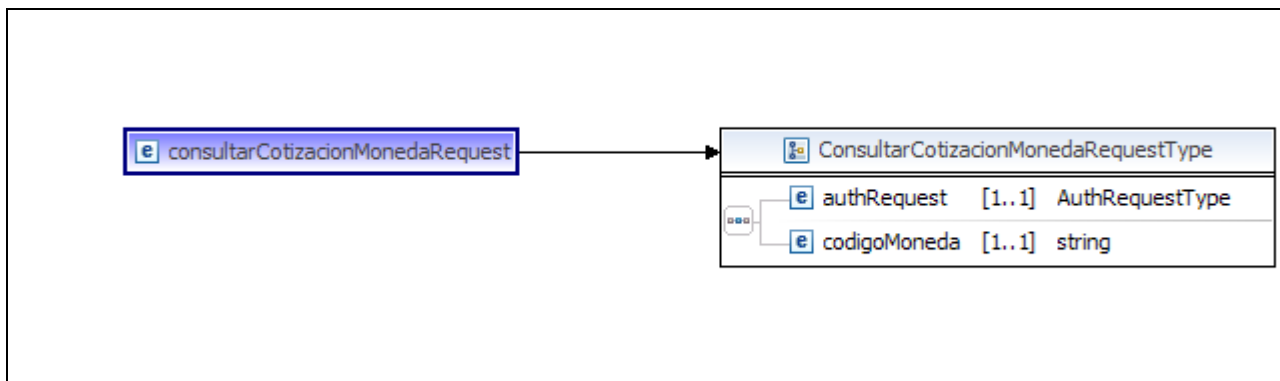 consultarCotizacionMonedaRequest
ConsultarCotizacionMonedaRequestType
authRequest [1..1] AuthRequestType
codigoMoneda [1..1] string